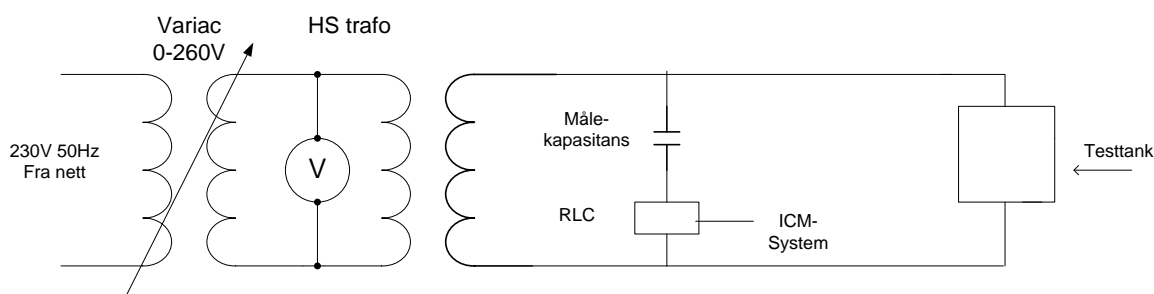 Variac
0-260V
HS trafo
230V 50Hz
Fra nett
V
Måle-
kapasitans
RLC
ICM-
System
Testtank